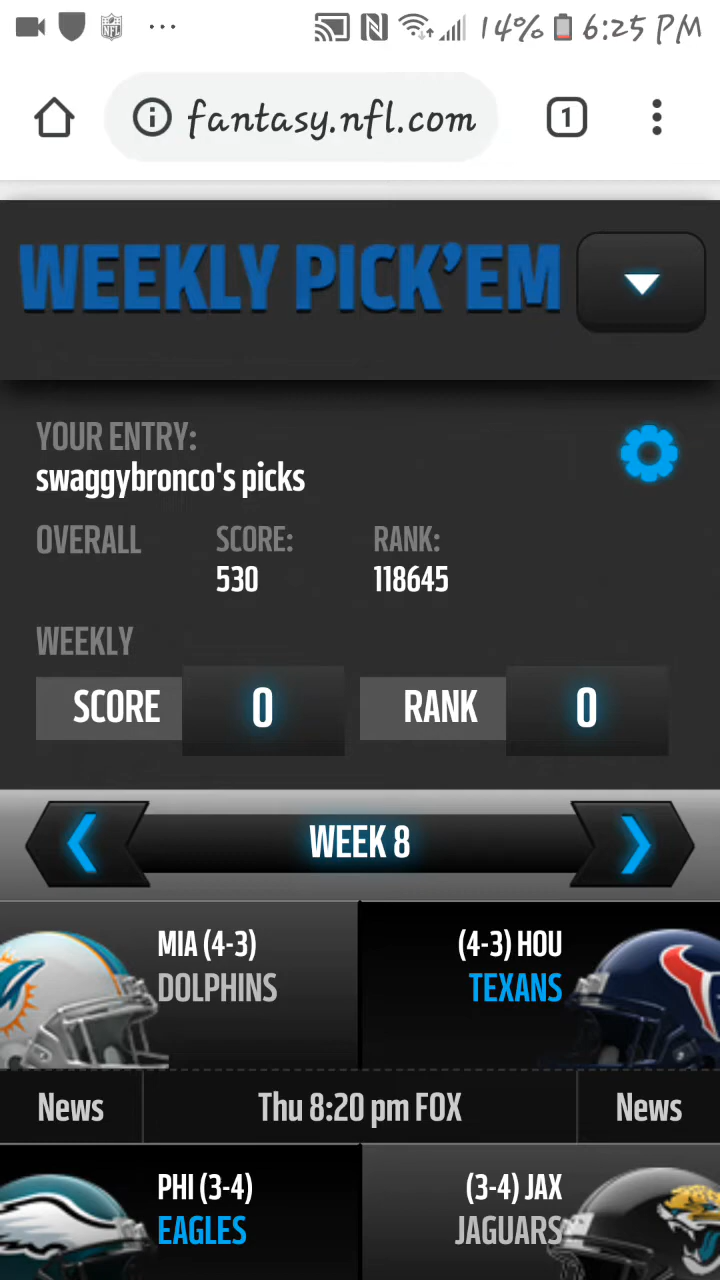 14% 6:25 PM
fantasy.nfl.com 1
WEEKLY PICK'EM
YOUR ENTRY:
swaggybronco's picks
OVERALL SCORE: RANK:
530 118645
WEEKLY
SCORE 0 RANK 0
WEEK 8
MIA (4-3) (4-3) HOU
DOLPHINS TEXANS
News Thu 8:20 pm FOX News
PHI (3-4) (3-4) JAX
EAGLES JAGUARS